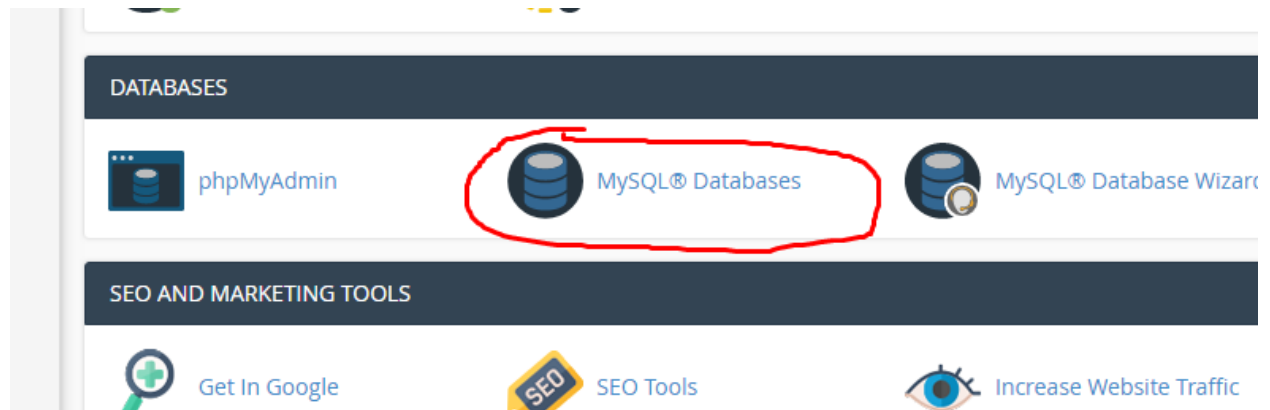 DATABASES
phpMyAdmin
MySQL® Databases
MySQL® Database Wizard
SEO AND MARKETING TOOLS
Get In Google
SEO
SEO Tools
Increase Website Traffic